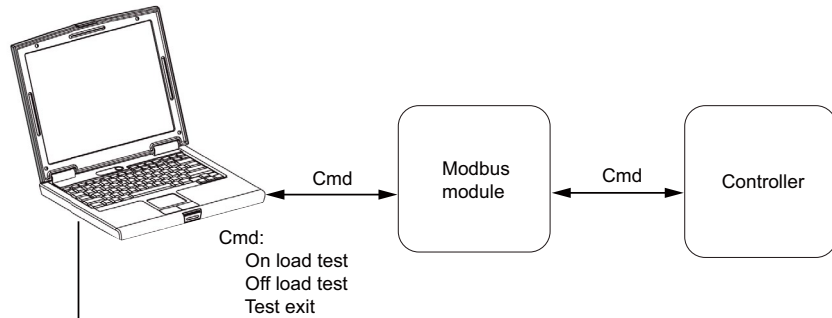 Cmd
Modbus
module
Cmd
Controller
Cmd:
On load test
Off load test
Test exit